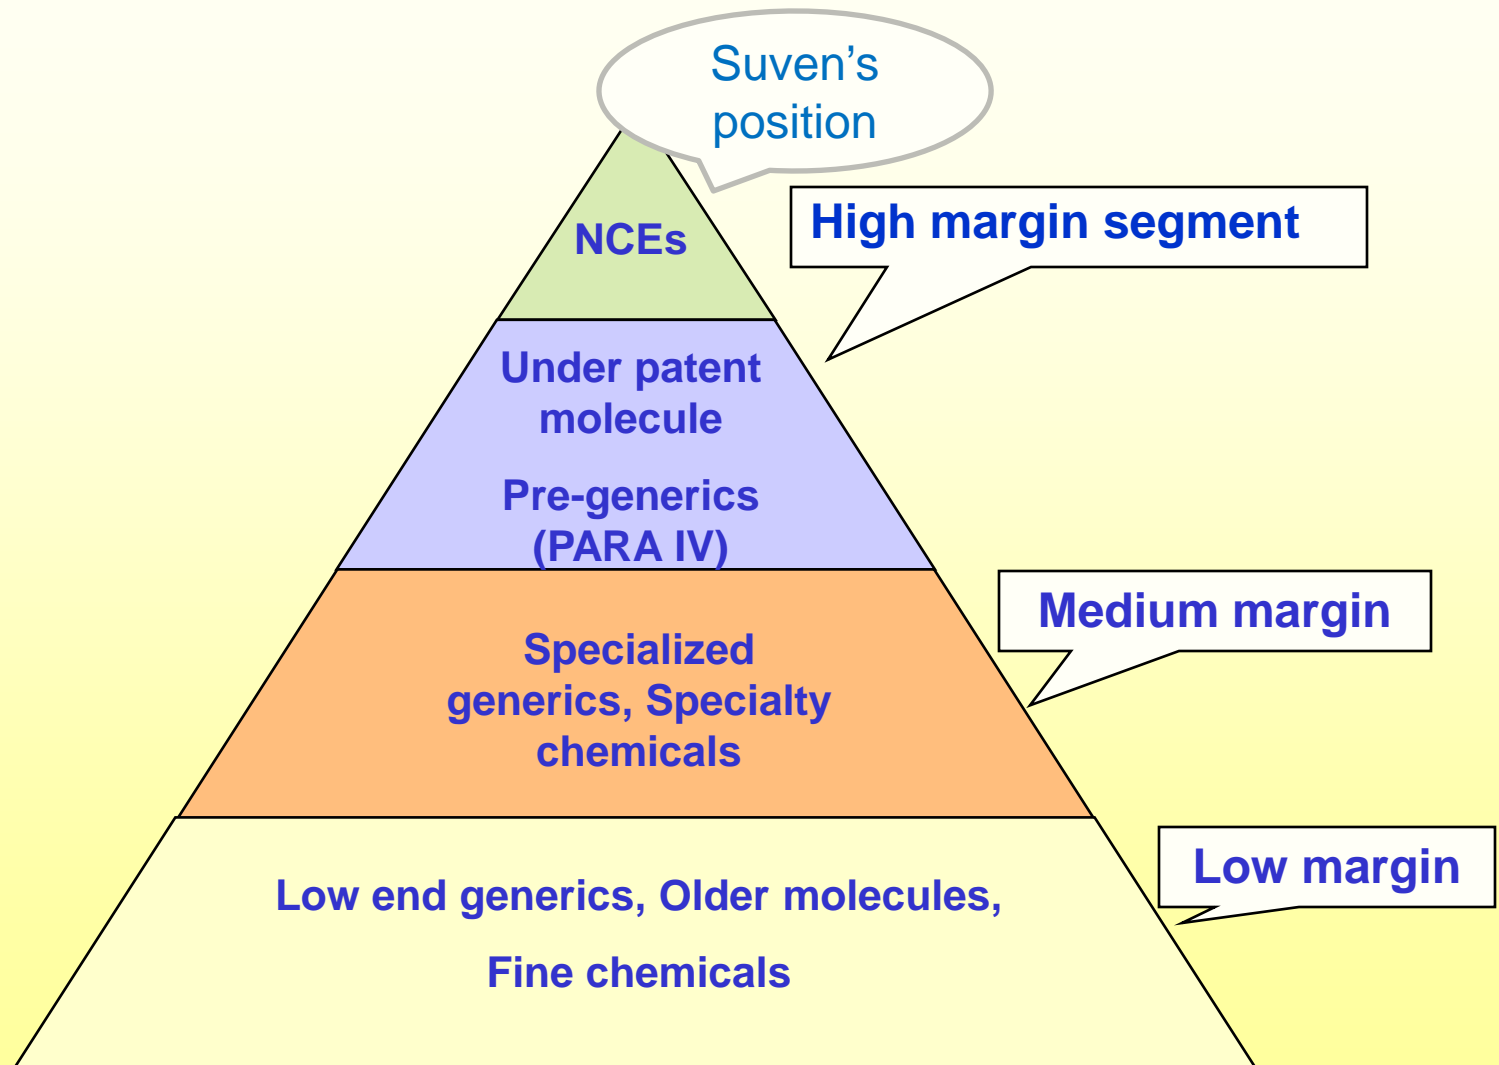 Suven’s
position
NCEs
High margin segment
Under patent
molecule
Pre-generics
(PARA IV)
Medium margin
Specialized
generics, Specialty
chemicals
Low margin
Low end generics, Older molecules,
Fine chemicals